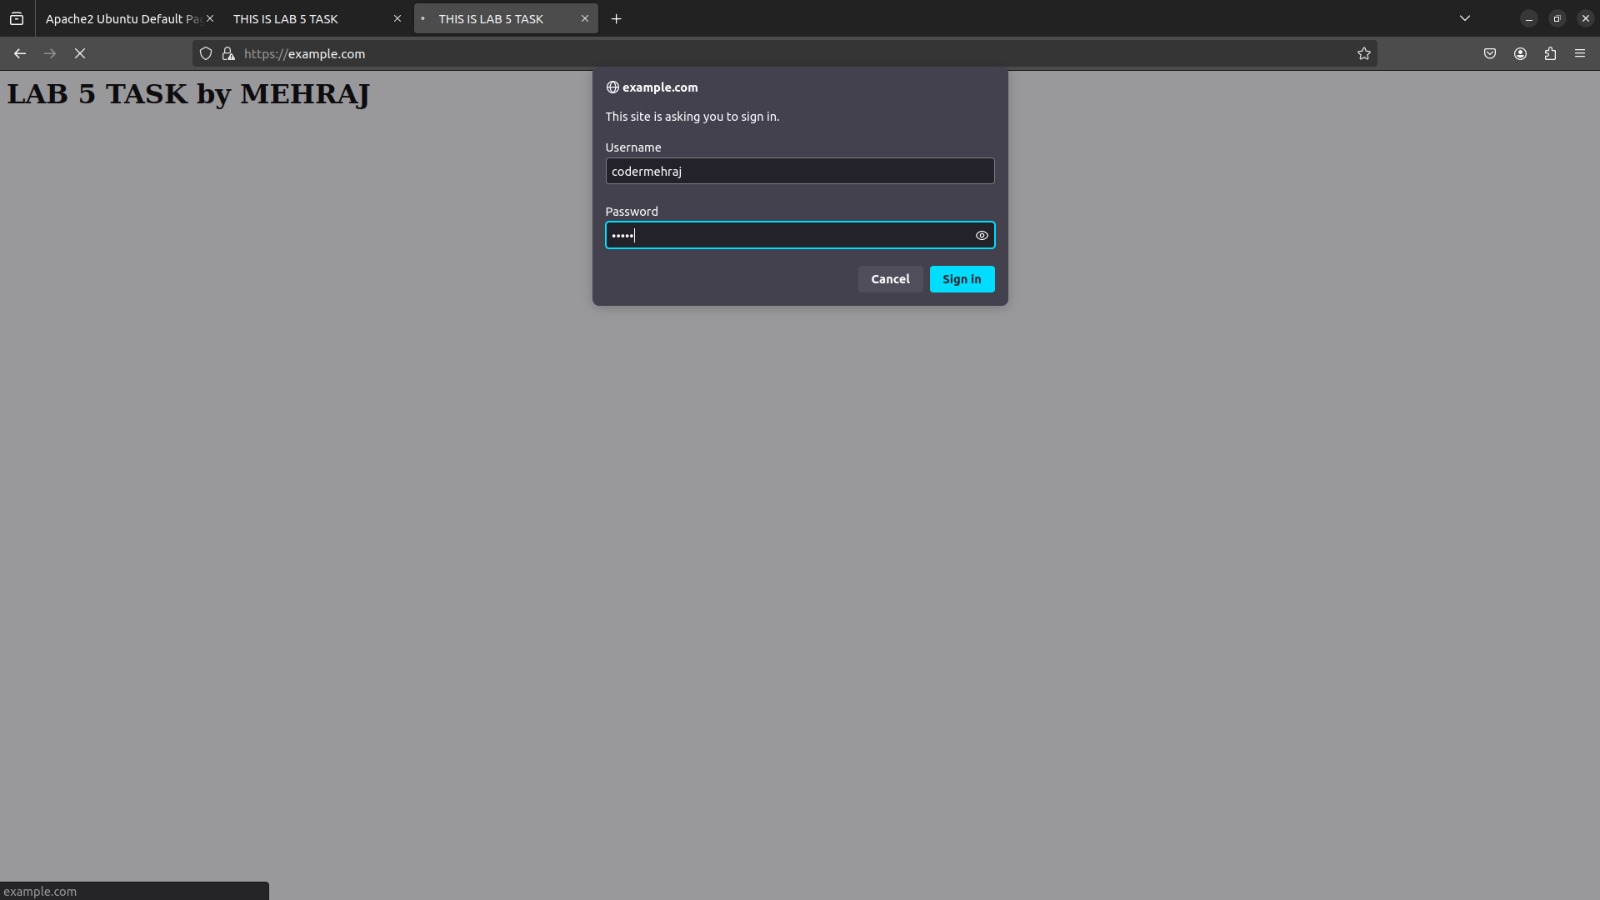 Apache2 Ubuntu Default Pa
THIS IS LAB 5 TASK
THIS IS LAB 5 TASK
https://example.com
LAB 5 TASK by MEHRAJ
example.com
This site is asking you to sign in.
Username
codermehraj
Password
•••••
Cancel
Sign in
example.com